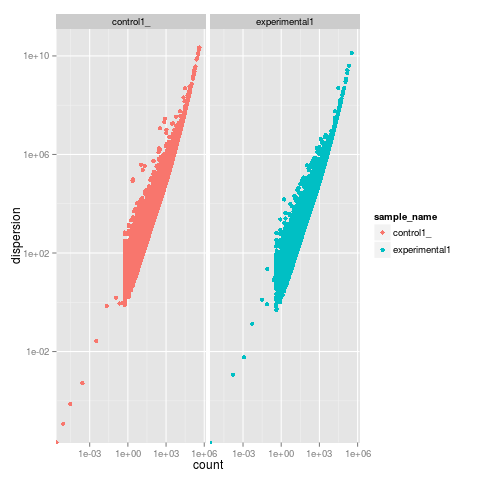 control1_ experimental1
1e+10
1e+06
1e+02
1e-02
dispersion
1e-03 1e+00 1e+03 1e+06 1e-03 1e+00 1e+03 1e+06
count
sample_name
control1_
experimental1